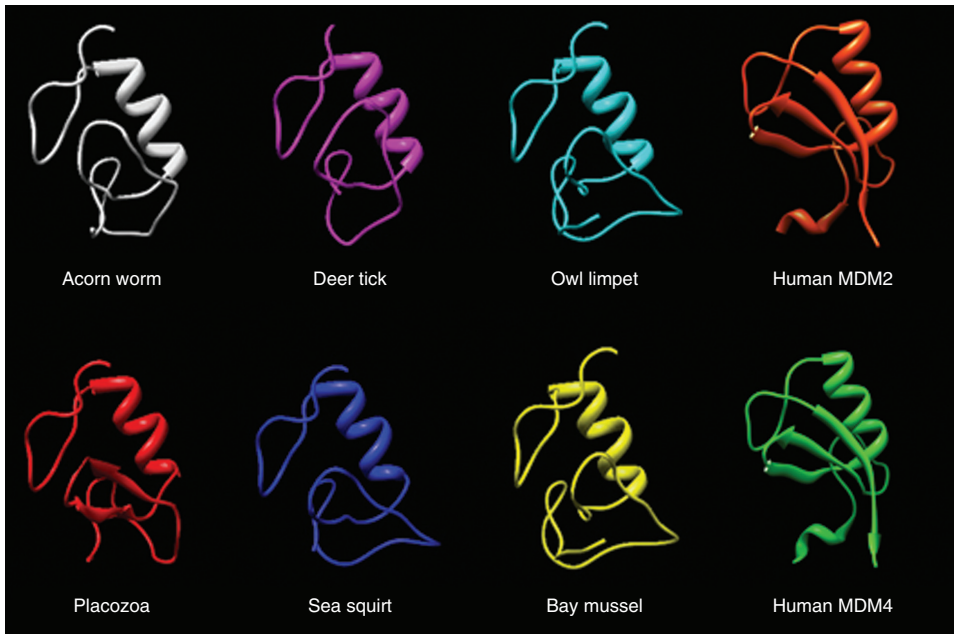 Acorn worm
Deer tick
Owl limpet
Human MDM2
Placozoa
Sea squirt
Bay mussel
Human MDM4